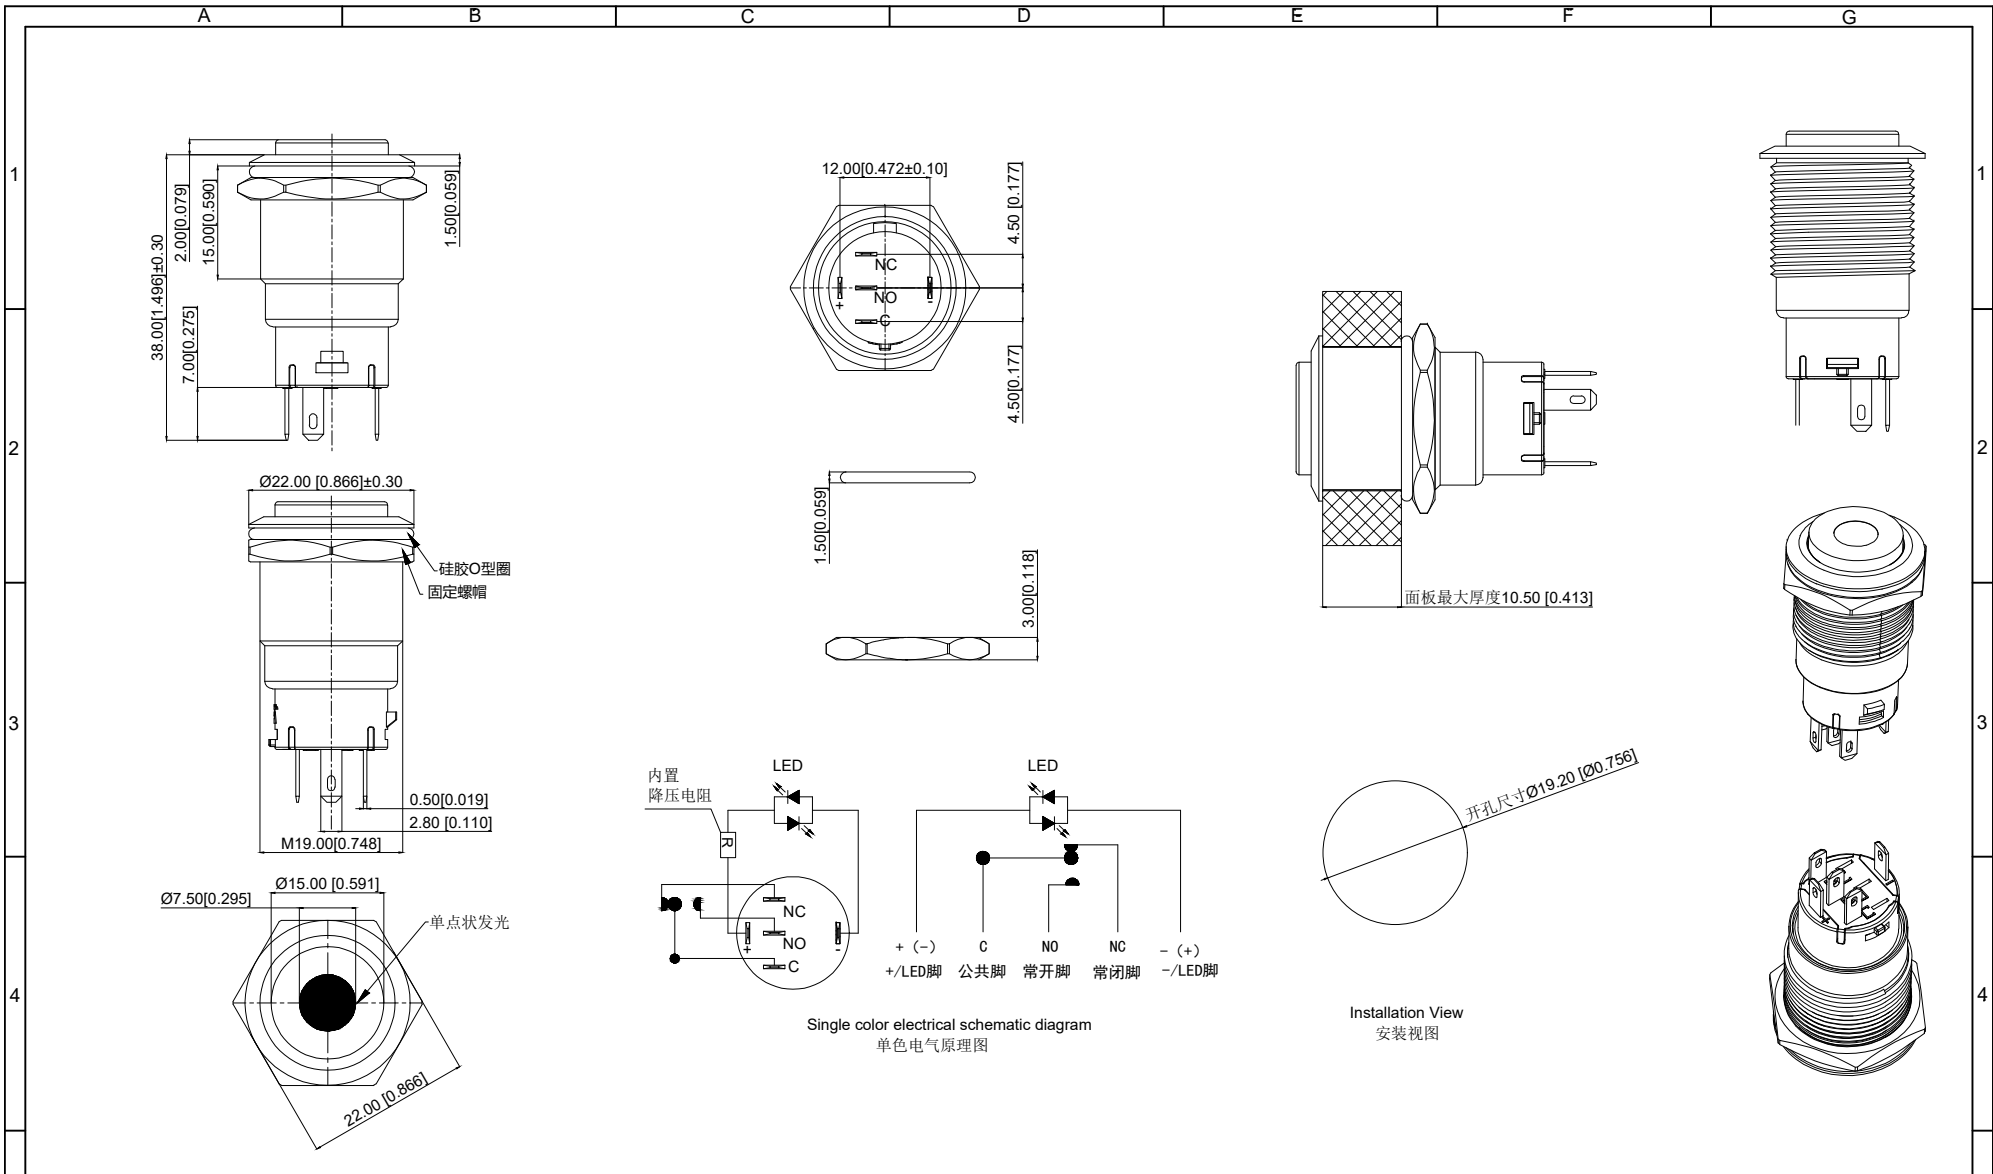 A B C D E F G
1
2
3
4
1
2
3
4
2.00[0.079]
15.00[0.590]
38.00[1.496]±0.30
7.00[0.275]
1.50[0.059]
Ø22.00 [0.866]±0.30
硅胶O型圈
固定螺帽
0.50[0.019]
2.80 [0.110]
M19.00[0.748]
Ø15.00 [0.591]
Ø7.50[0.295]
单点状发光
22.00 [0.866]
12.00[0.472±0.10]
4.50 [0.177]
4.50[0.177]
NC
NO
C
+
-
1.50[0.059]
3.00[0.118]
内置
降压电阻
LED
R
NC
NO
C
+
-
LED
+（-） C NO NC -（+）
+/LED脚 公共脚 常开脚 常闭脚 -/LED脚
Single color electrical schematic diagram
单色电气原理图
面板最大厚度10.50 [0.413]
开孔尺寸Ø19.20 [Ø0.756]
Installation View
安装视图